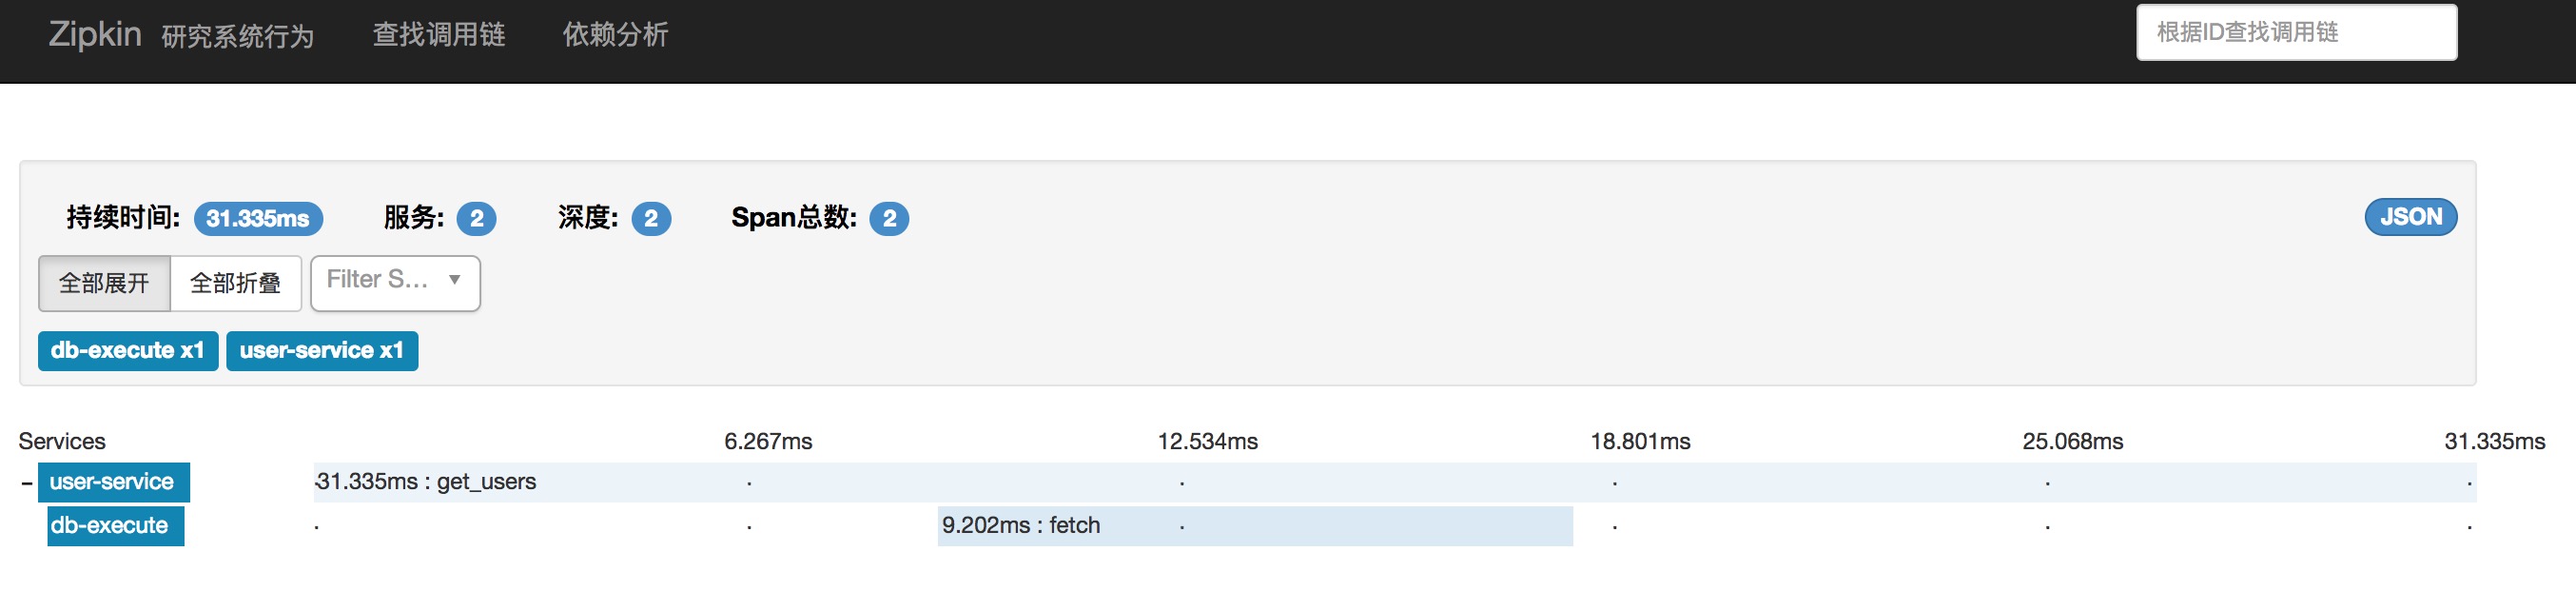 Zipkin 研究系统行为 查找调用链 依赖分析 根据ID查找调用链
持续时间: 31.335ms 服务: 2 深度: 2 Span总数: 2 JSON
全部展开 全部折叠 Filter S...
db-execute x1 user-service x1
Services 6.267ms 12.534ms 18.801ms 25.068ms 31.335ms
- user-service 31.335ms : get_users
db-execute 9.202ms : fetch